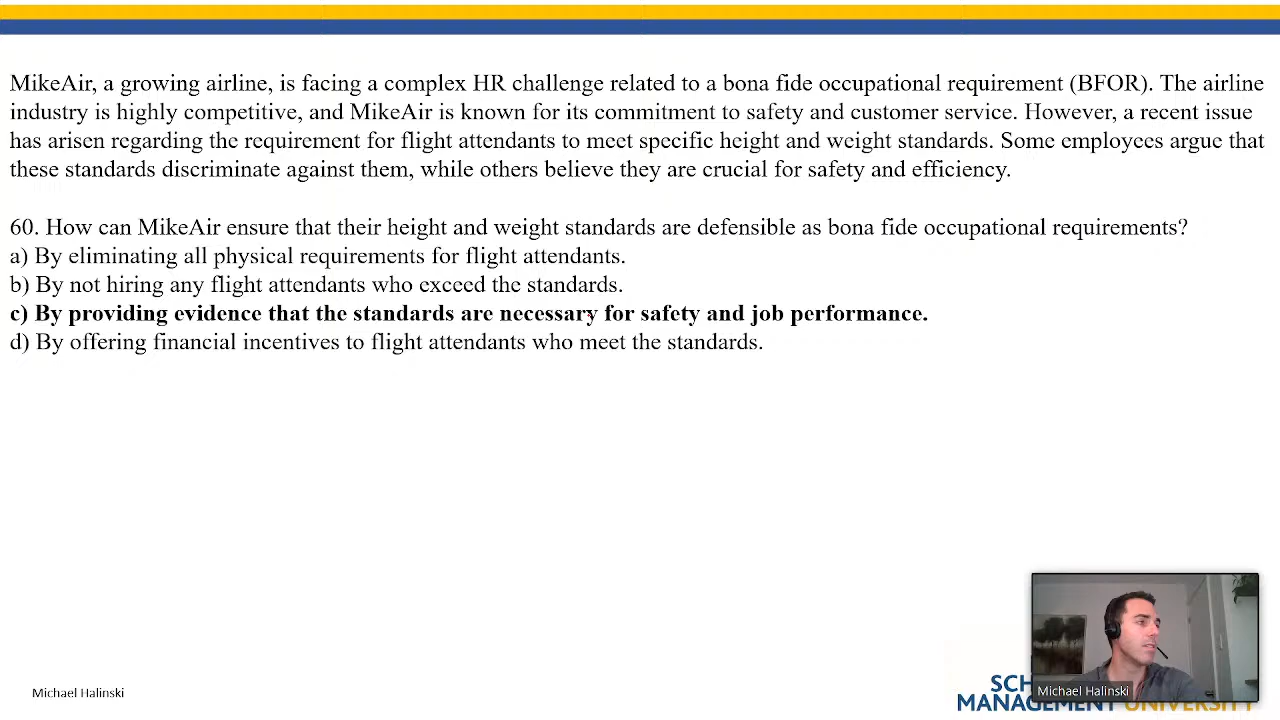 MikeAir, a growing airline, is facing a complex HR challenge related to a bona fide occupational requirement (BFOR). The airline
industry is highly competitive, and MikeAir is known for its commitment to safety and customer service. However, a recent issue
has arisen regarding the requirement for flight attendants to meet specific height and weight standards. Some employees argue that
these standards discriminate against them, while others believe they are crucial for safety and efficiency.
60. How can MikeAir ensure that their height and weight standards are defensible as bona fide occupational requirements?
a) By eliminating all physical requirements for flight attendants.
b) By not hiring any flight attendants who exceed the standards.
c) By providing evidence that the standards are necessary for safety and job performance.
d) By offering financial incentives to flight attendants who meet the standards.
Michael Halinski
SCH
MANAGEMENT UNIVERSITY
Michael Halinski